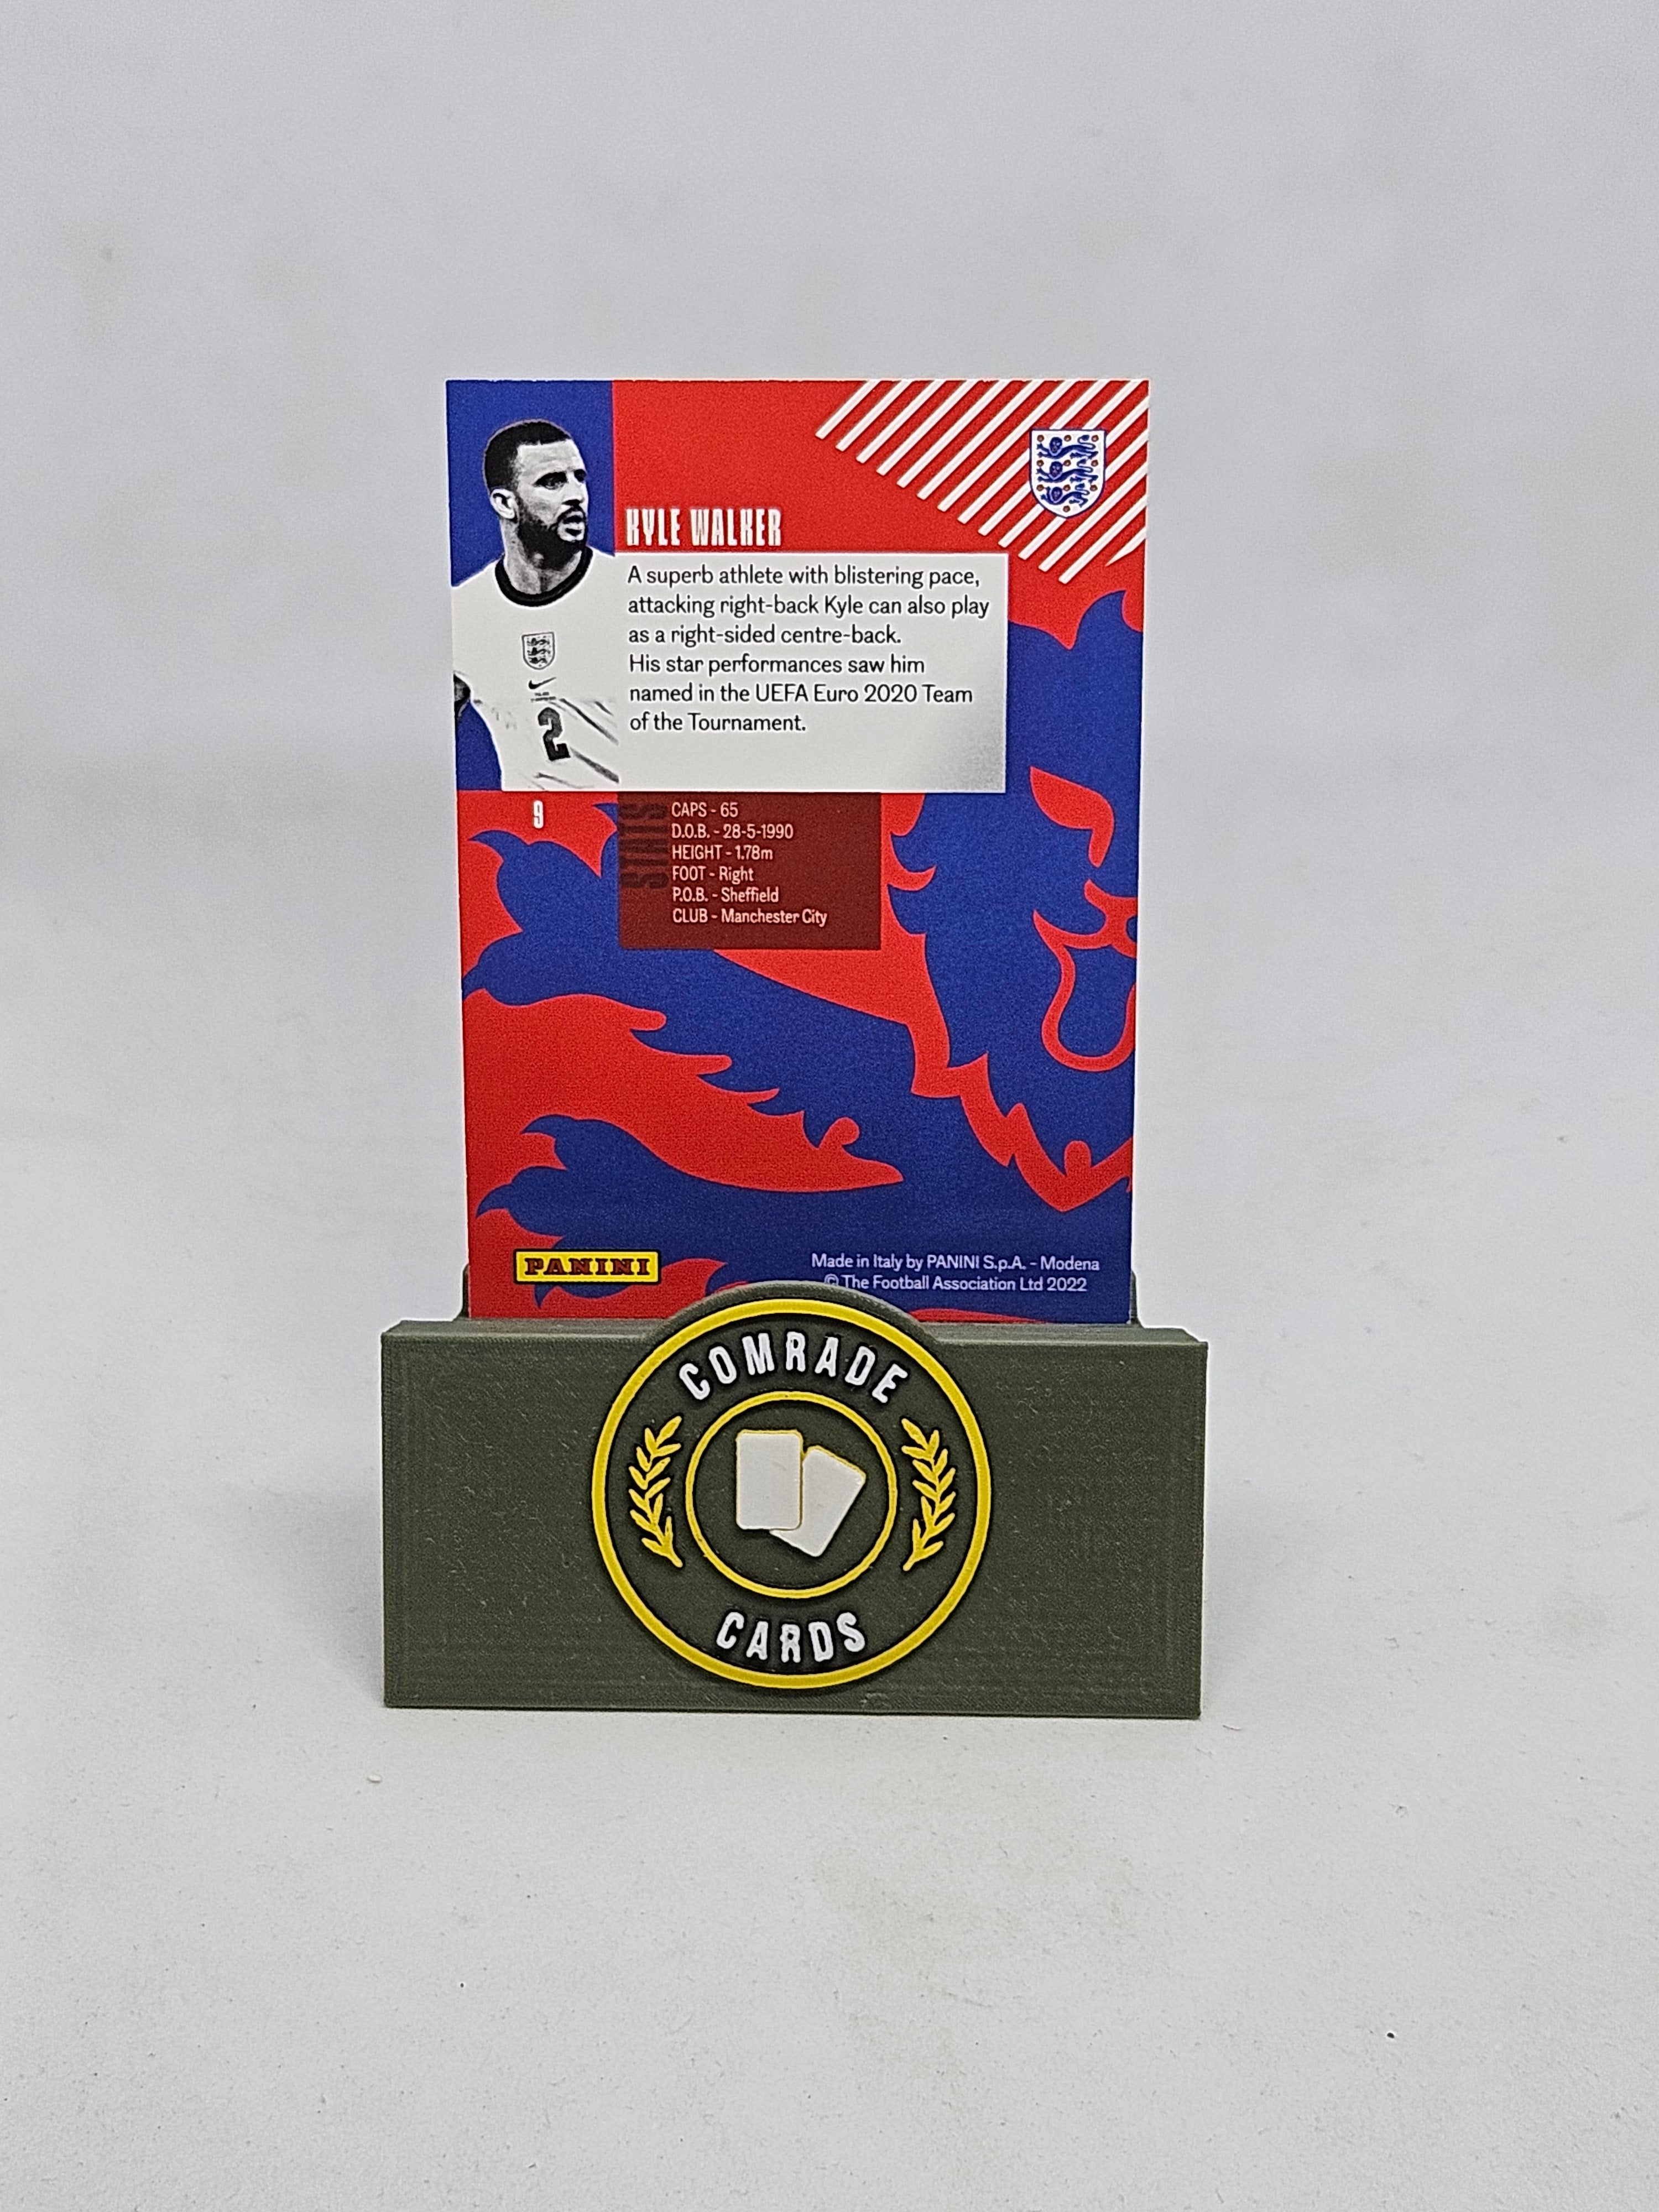 KYLE WALKER
A superb athlete with blistering pace,
attacking right-back Kyle can also play
as a right-sided centre-back.
His star performances saw him
named in the UEFA Euro 2020 Team
of the Tournament.
2
9
STATS
CAPS - 65
D.O.B. - 28-5-1990
HEIGHT - 1.78m
FOOT - Right
P.O.B. - Sheffield
CLUB - Manchester City
PANINI
Made in Italy by PANINI S.p.A. - Modena
© The Football Association Ltd 2022
COMRADE
CARDS